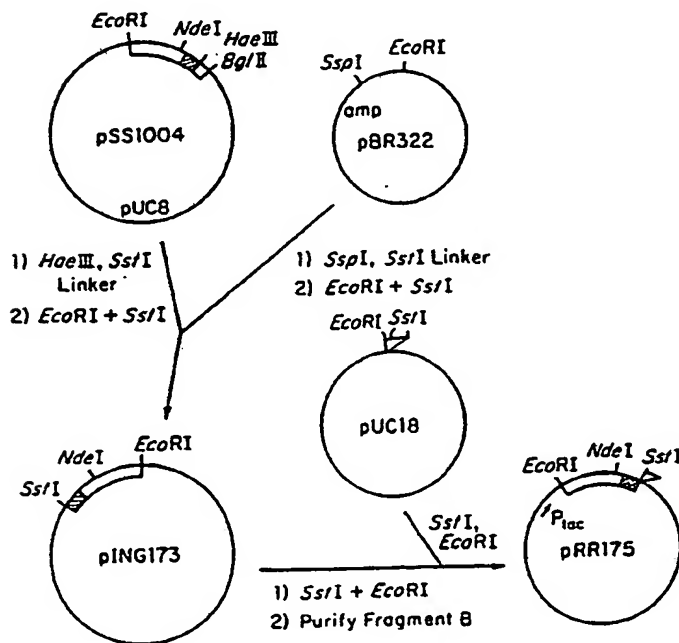 EcoRI
NdeI
HaeIII
BglII
pSS1004
pUC8
SspI
EcoRI
amp
pBR322
1) HaeIII, SstI
Linker
2) EcoRI + SstI
1) SspI, SstI Linker
2) EcoRI + SstI
EcoRI
SstI
pUC18
SstI
NdeI
EcoRI
pING173
SstI,
EcoRI
1) SstI + EcoRI
2) Purify Fragment B
EcoRI
NdeI
SstI
Plac
pRR175